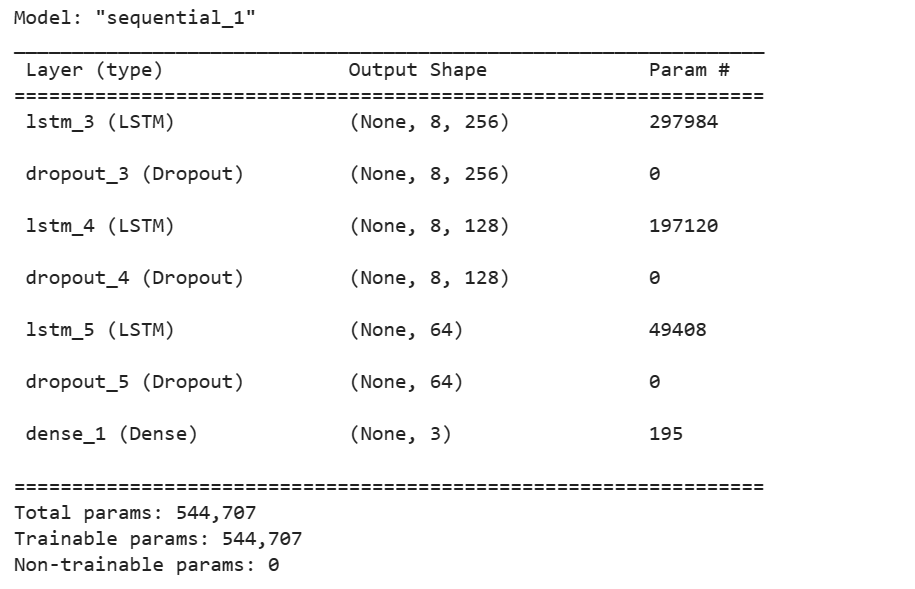 Model: "sequential_1"
_________________________________________________________________
Layer (type)                Output Shape              Param #
=================================================================
lstm_3 (LSTM)               (None, 8, 256)            297984
dropout_3 (Dropout)         (None, 8, 256)            0
lstm_4 (LSTM)               (None, 8, 128)            197120
dropout_4 (Dropout)         (None, 8, 128)            0
lstm_5 (LSTM)               (None, 64)                49408
dropout_5 (Dropout)         (None, 64)                0
dense_1 (Dense)             (None, 3)                 195
=================================================================
Total params: 544,707
Trainable params: 544,707
Non-trainable params: 0